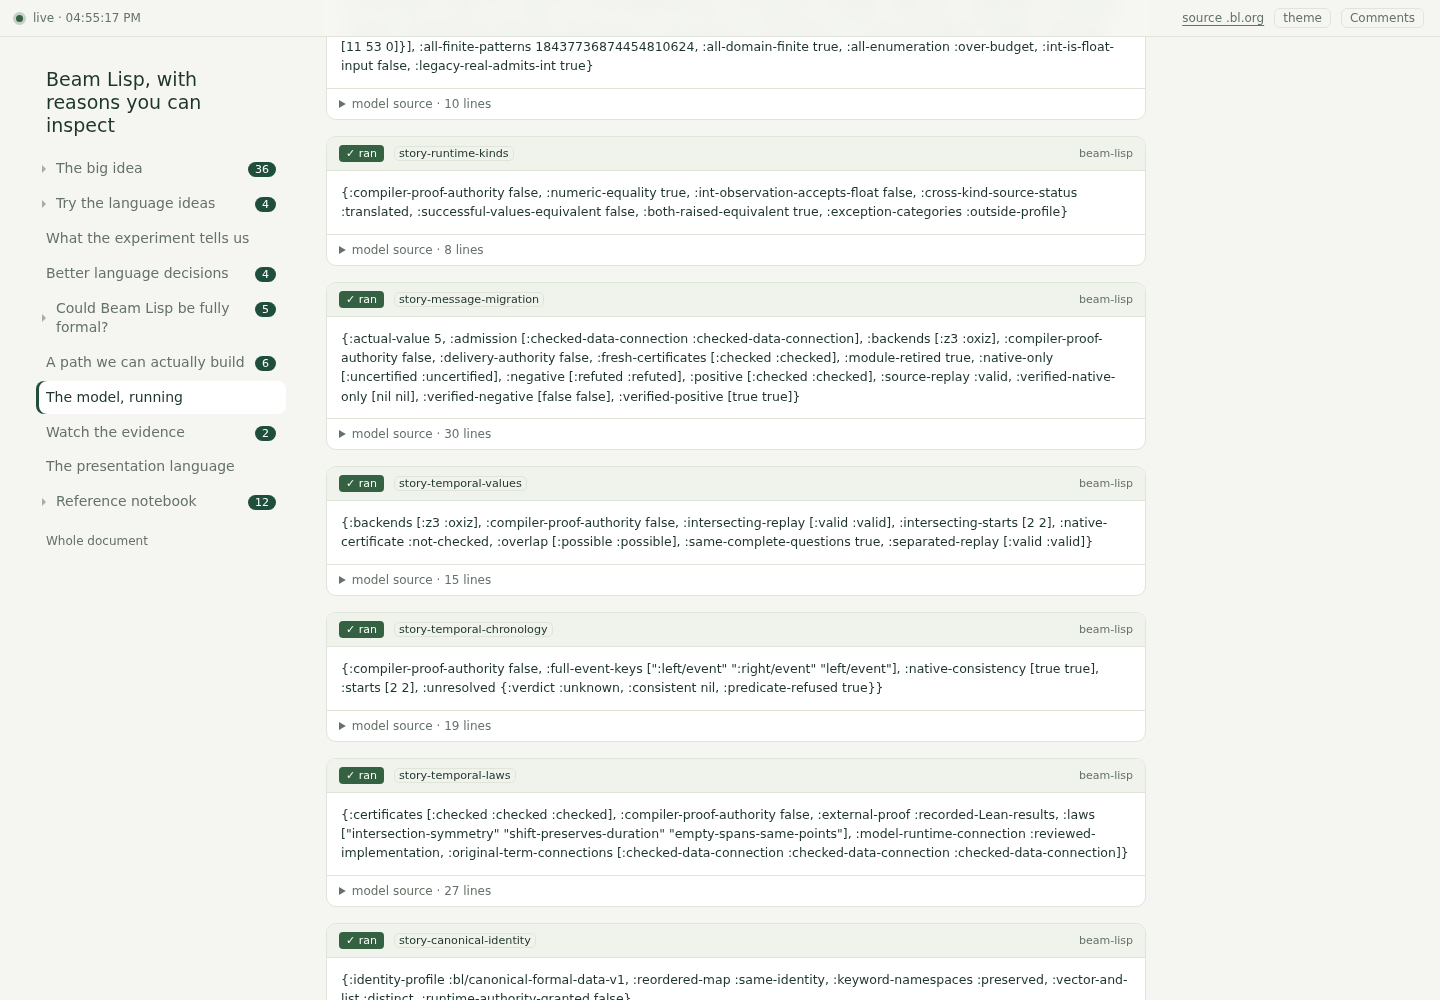 live · 04:55:17 PM
source .bl.org
theme
Comments
Beam Lisp, with
reasons you can
inspect
The big idea 36
Try the language ideas 4
What the experiment tells us
Better language decisions 4
Could Beam Lisp be fully 5
formal?
A path we can actually build 6
The model, running
Watch the evidence 2
The presentation language
Reference notebook 12
Whole document
[11 53 0]}], :all-finite-patterns 18437736874454810624, :all-domain-finite true, :all-enumeration :over-budget, :int-is-float-
input false, :legacy-real-admits-int true}
model source · 10 lines
✓ ran story-runtime-kinds beam-lisp
{:compiler-proof-authority false, :numeric-equality true, :int-observation-accepts-float false, :cross-kind-source-status
:translated, :successful-values-equivalent false, :both-raised-equivalent true, :exception-categories :outside-profile}
model source · 8 lines
✓ ran story-message-migration beam-lisp
{:actual-value 5, :admission [:checked-data-connection :checked-data-connection], :backends [:z3 :oxiz], :compiler-proof-
authority false, :delivery-authority false, :fresh-certificates [:checked :checked], :module-retired true, :native-only
[:uncertified :uncertified], :negative [:refuted :refuted], :positive [:checked :checked], :source-replay :valid, :verified-native-
only [nil nil], :verified-negative [false false], :verified-positive [true true]}
model source · 30 lines
✓ ran story-temporal-values beam-lisp
{:backends [:z3 :oxiz], :compiler-proof-authority false, :intersecting-replay [:valid :valid], :intersecting-starts [2 2], :native-
certificate :not-checked, :overlap [:possible :possible], :same-complete-questions true, :separated-replay [:valid :valid]}
model source · 15 lines
✓ ran story-temporal-chronology beam-lisp
{:compiler-proof-authority false, :full-event-keys [":left/event" ":right/event" "left/event"], :native-consistency [true true],
:starts [2 2], :unresolved {:verdict :unknown, :consistent nil, :predicate-refused true}}
model source · 19 lines
✓ ran story-temporal-laws beam-lisp
{:certificates [:checked :checked :checked], :compiler-proof-authority false, :external-proof :recorded-Lean-results, :laws
["intersection-symmetry" "shift-preserves-duration" "empty-spans-same-points"], :model-runtime-connection :reviewed-
implementation, :original-term-connections [:checked-data-connection :checked-data-connection :checked-data-connection]}
model source · 27 lines
✓ ran story-canonical-identity beam-lisp
{:identity-profile :bl/canonical-formal-data-v1, :reordered-map :same-identity, :keyword-namespaces :preserved, :vector-and-
list :distinct, :runtime-authority-granted false}